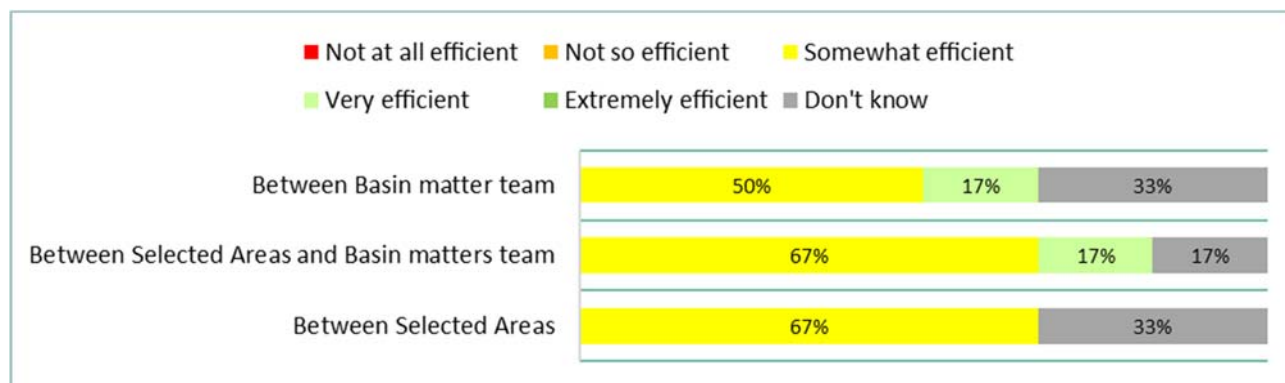 Not at all efficient Not so efficient Somewhat efficient
Very efficient Extremely efficient Don't know
Between Basin matter team 50% 17% 33%
Between Selected Areas and Basin matters team 67% 17% 17%
Between Selected Areas 67% 33%